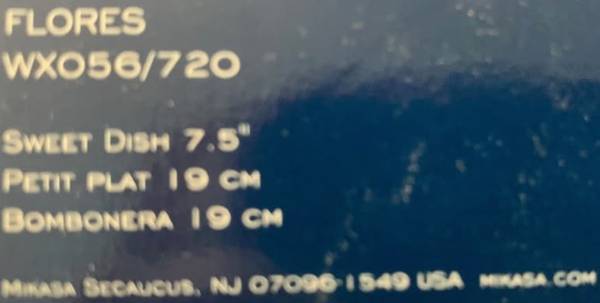 FLORES
WX056/720
SWEET DISH 7.5"
PETIT PLAT 19 CM
BOMBONERA 19 CM
MIKASA SECAUCUS, NJ 07096-1549 USA MIKASA.COM